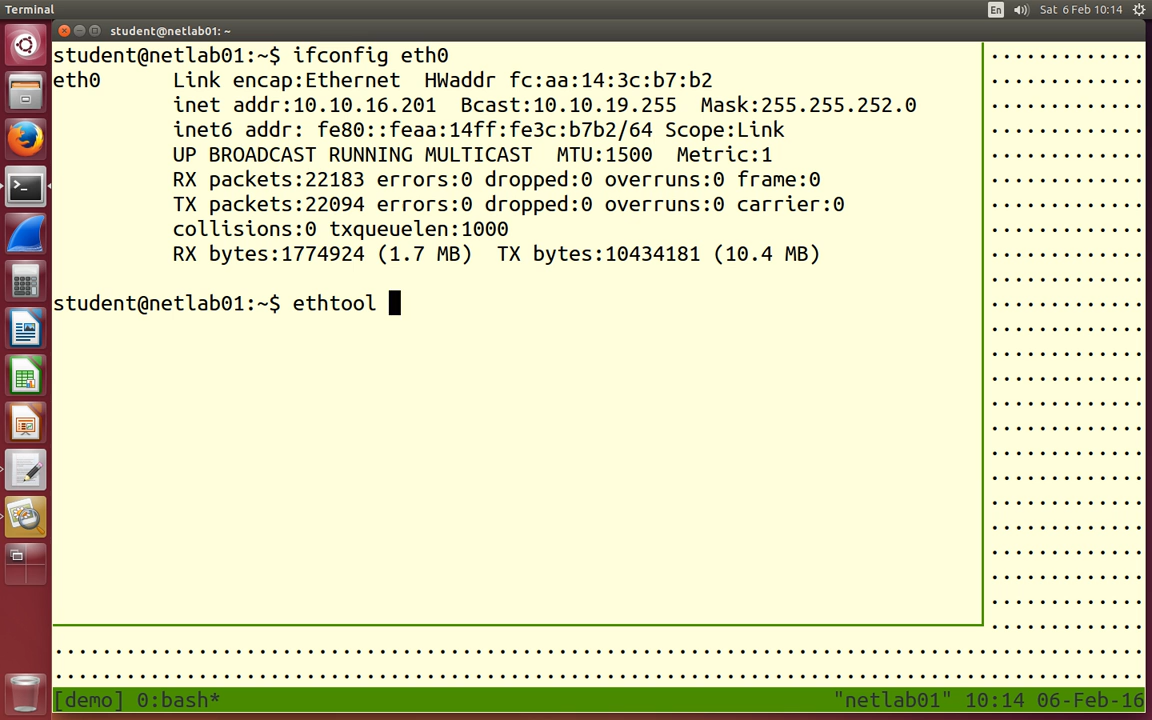 Terminal
En
Sat 6 Feb 10:14
student@netlab01: ~
student@netlab01:~$ ifconfig eth0
eth0 Link encap:Ethernet HWaddr fc:aa:14:3c:b7:b2
inet addr:10.10.16.201 Bcast:10.10.19.255 Mask:255.255.252.0
inet6 addr: fe80::feaa:14ff:fe3c:b7b2/64 Scope:Link
UP BROADCAST RUNNING MULTICAST MTU:1500 Metric:1
RX packets:22183 errors:0 dropped:0 overruns:0 frame:0
TX packets:22094 errors:0 dropped:0 overruns:0 carrier:0
collisions:0 txqueuelen:1000
RX bytes:1774924 (1.7 MB) TX bytes:10434181 (10.4 MB)
student@netlab01:~$ ethtool
[demo] 0:bash* "netlab01" 10:14 06-Feb-16